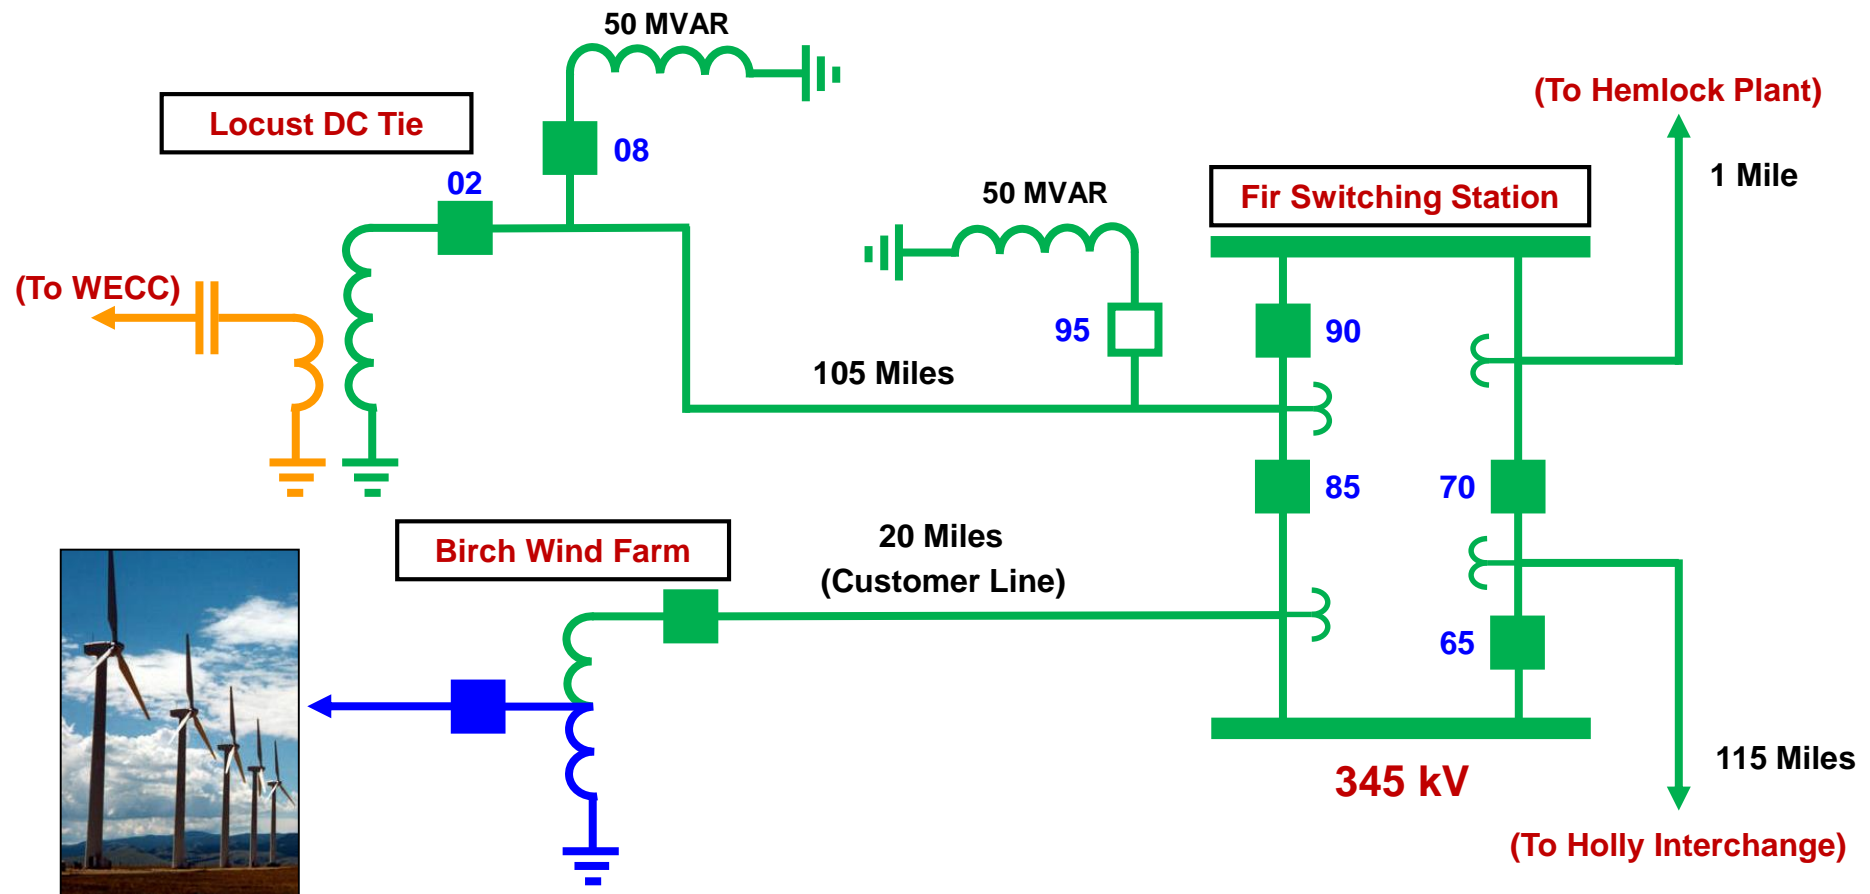 50 MVAR
(To Hemlock Plant)
Locust DC Tie
08
02
1 Mile
50 MVAR
Fir Switching Station
(To WECC)
95
90
105 Miles
85
70
20 Miles
(Customer Line)
Birch Wind Farm
65
115 Miles
345 kV
(To Holly Interchange)